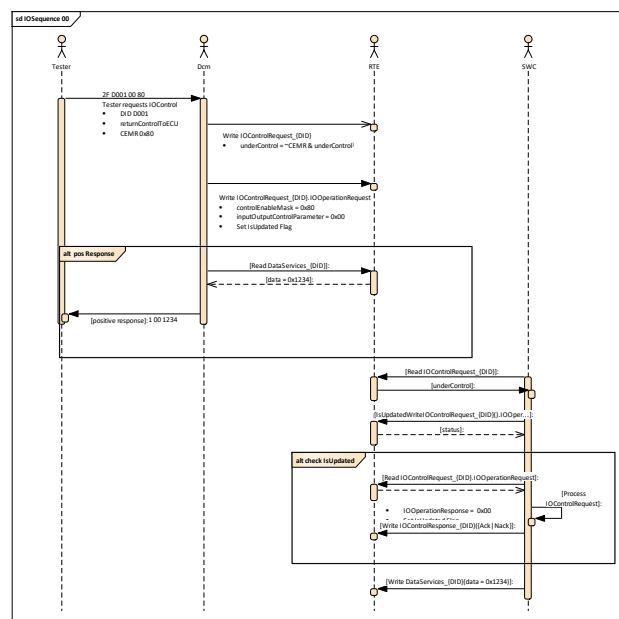 sd IOSequence 00
Tester
Dcm
RTE
SWC
2F D001 00 80
Tester requests IOControl
• DID D001
• returnControlToECU
• CEMR 0x80
Write IOControlRequest_{DID}
• underControl = ~CEMR & underControl
Write IOControlRequest_{DID}.IOOperationRequest
• controlEnableMask = 0x80
• inputOutputControlParameter = 0x00
• Set IsUpdated Flag
alt pos Response
[Read DataServices_{DID}]:
[data = 0x1234]:
[positive response]:1 00 1234
[Read IOControlRequest_{DID}]:
[underControl]:
[IsUpdatedWriteIOControlRequest_{DID}().IOOper...]:
[status]:
alt check IsUpdated
[Read IOControlRequest_{DID}.IOOperationRequest]:
[Process
IOControlRequest]:
• IOOperationResponse = 0x00
[Write IOControlResponse_{DID}([Ack|Nack]]:
[Write DataServices_{DID}(data = 0x1234)]: